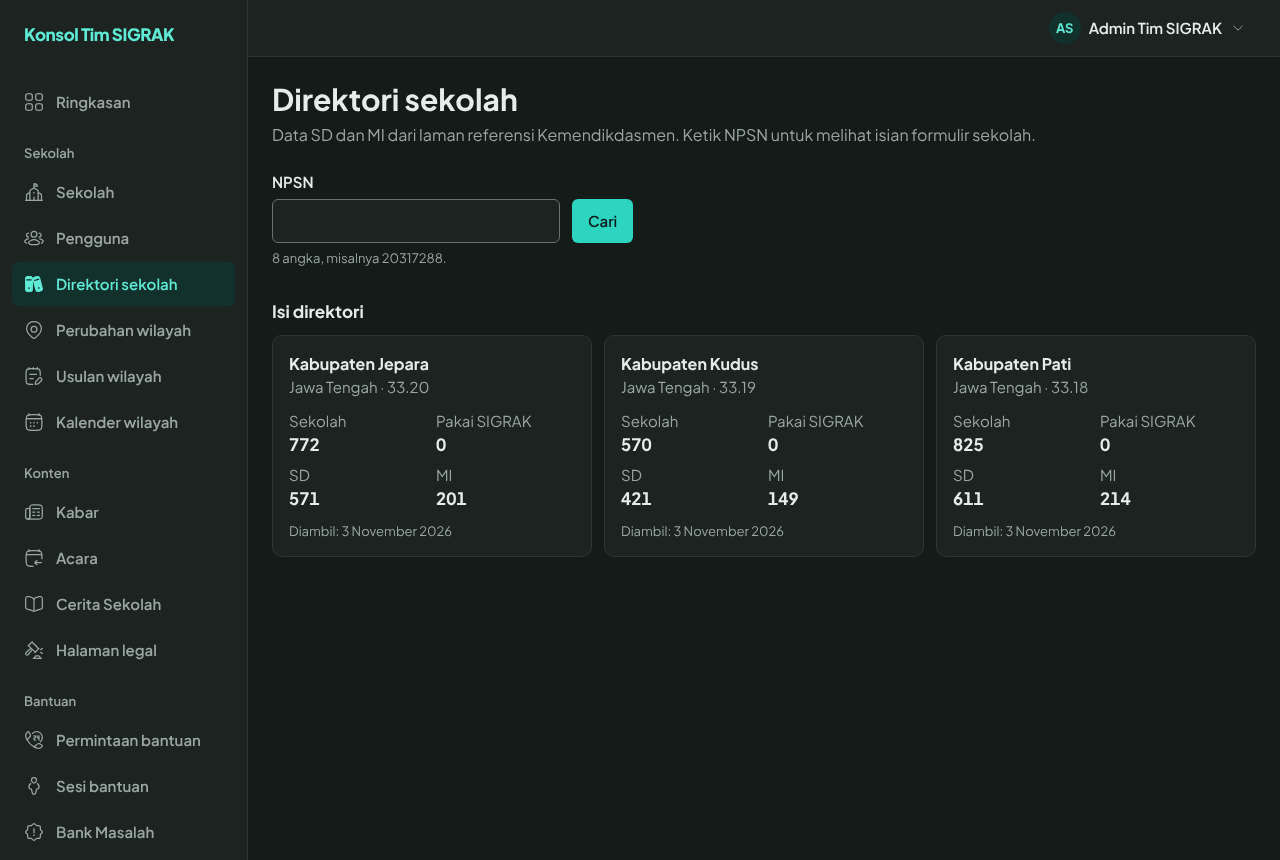 Konsol Tim SIGRAK
Ringkasan
Sekolah
Sekolah
Pengguna
Direktori sekolah
Perubahan wilayah
Usulan wilayah
Kalender wilayah
Konten
Kabar
Acara
Cerita Sekolah
Halaman legal
Bantuan
Permintaan bantuan
Sesi bantuan
Bank Masalah
AS Admin Tim SIGRAK
Direktori sekolah
Data SD dan MI dari laman referensi Kemendikdasmen. Ketik NPSN untuk melihat isian formulir sekolah.
NPSN
Cari
8 angka, misalnya 20317288.
Isi direktori
Kabupaten Jepara
Jawa Tengah · 33.20
Sekolah Pakai SIGRAK
772 0
SD MI
571 201
Diambil: 3 November 2026
Kabupaten Kudus
Jawa Tengah · 33.19
Sekolah Pakai SIGRAK
570 0
SD MI
421 149
Diambil: 3 November 2026
Kabupaten Pati
Jawa Tengah · 33.18
Sekolah Pakai SIGRAK
825 0
SD MI
611 214
Diambil: 3 November 2026